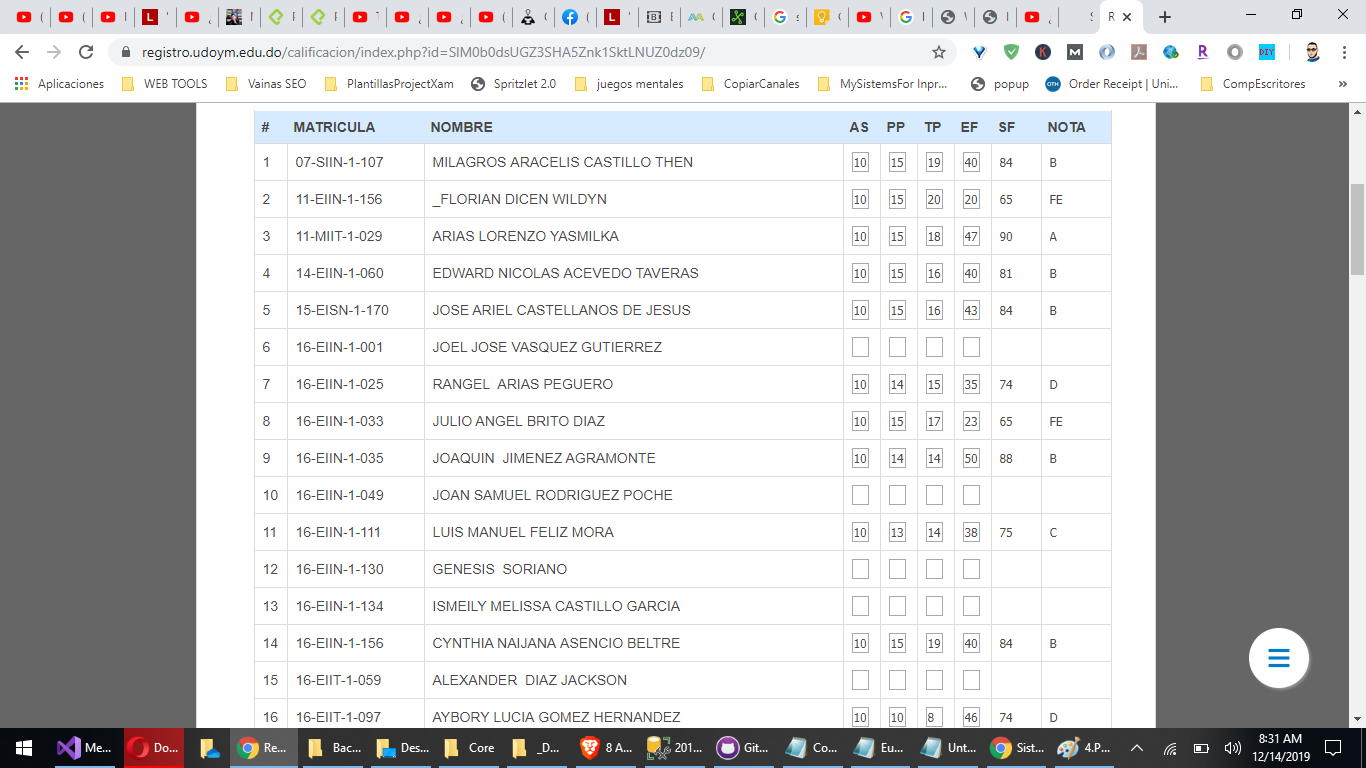 registro.udoym.edu.do/calificacion/index.php?id=SIM0b0dsUGZ3SHA5Znk1SktLNUZ0dz09/
Aplicaciones WEB TOOLS Vainas SEO PlantillasProjectXam Spritzlet 2.0 juegos mentales CopiarCanales MySistemsFor Inpr... popup Order Receipt | Uni... CompEscritores »
# MATRICULA NOMBRE AS PP TP EF SF NOTA
1 07-SIIN-1-107 MILAGROS ARACELIS CASTILLO THEN 10 15 19 40 84 B
2 11-EIIN-1-156 _FLORIAN DICEN WILDYN 10 15 20 20 65 FE
3 11-MIIT-1-029 ARIAS LORENZO YASMILKA 10 15 18 47 90 A
4 14-EIIN-1-060 EDWARD NICOLAS ACEVEDO TAVERAS 10 15 16 40 81 B
5 15-EISN-1-170 JOSE ARIEL CASTELLANOS DE JESUS 10 15 16 43 84 B
6 16-EIIN-1-001 JOEL JOSE VASQUEZ GUTIERREZ
7 16-EIIN-1-025 RANGEL ARIAS PEGUERO 10 14 15 35 74 D
8 16-EIIN-1-033 JULIO ANGEL BRITO DIAZ 10 15 17 23 65 FE
9 16-EIIN-1-035 JOAQUIN JIMENEZ AGRAMONTE 10 14 14 50 88 B
10 16-EIIN-1-049 JOAN SAMUEL RODRIGUEZ POCHE
11 16-EIIN-1-111 LUIS MANUEL FELIZ MORA 10 13 14 38 75 C
12 16-EIIN-1-130 GENESIS SORIANO
13 16-EIIN-1-134 ISMEILY MELISSA CASTILLO GARCIA
14 16-EIIN-1-156 CYNTHIA NAIJANA ASENCIO BELTRE 10 15 19 40 84 B
15 16-EIIT-1-059 ALEXANDER DIAZ JACKSON
16 16-EIIT-1-097 AYBORY LUCIA GOMEZ HERNANDEZ 10 10 8 46 74 D
Me... Do... Re... Bac... Des... Core _D... 8 A... 201... Git... Co... Eu... Unt... Sist... 4.P... 8:31 AM
12/14/2019